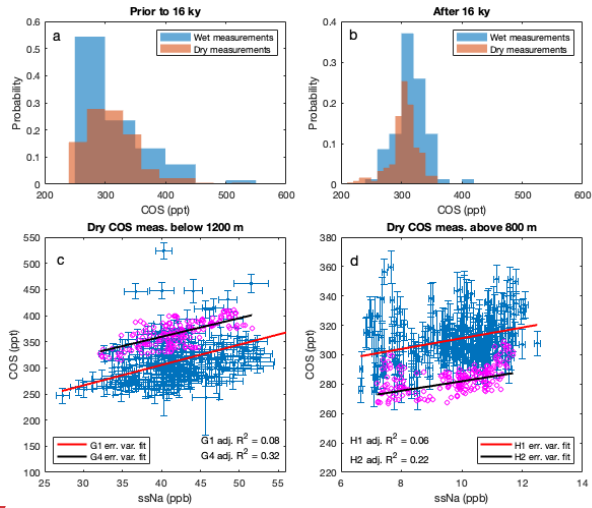 Prior to 16 ky
After 16 ky
a
Wet measurements
Dry measurements
0.6
0.5
0.4
0.3
0.2
0.1
0
Probability
200
300
400
500
600
COS (ppt)
b
Wet measurements
Dry measurements
0.6
0.5
0.4
0.3
0.2
0.1
0
Probability
200
300
400
500
600
COS (ppt)
Dry COS meas. below 1200 m
c
550
500
450
400
350
300
250
200
150
100
COS (ppt)
G1 err. var. fit
G4 err. var. fit
G1 adj. R² = 0.08
G4 adj. R² = 0.32
25
30
35
40
45
50
55
ssNa (ppb)
Dry COS meas. above 800 m
d
380
360
340
320
300
280
260
240
220
COS (ppt)
H1 adj. R² = 0.06
H2 adj. R² = 0.22
H1 err. var. fit
H2 err. var. fit
6
8
10
12
14
ssNa (ppb)